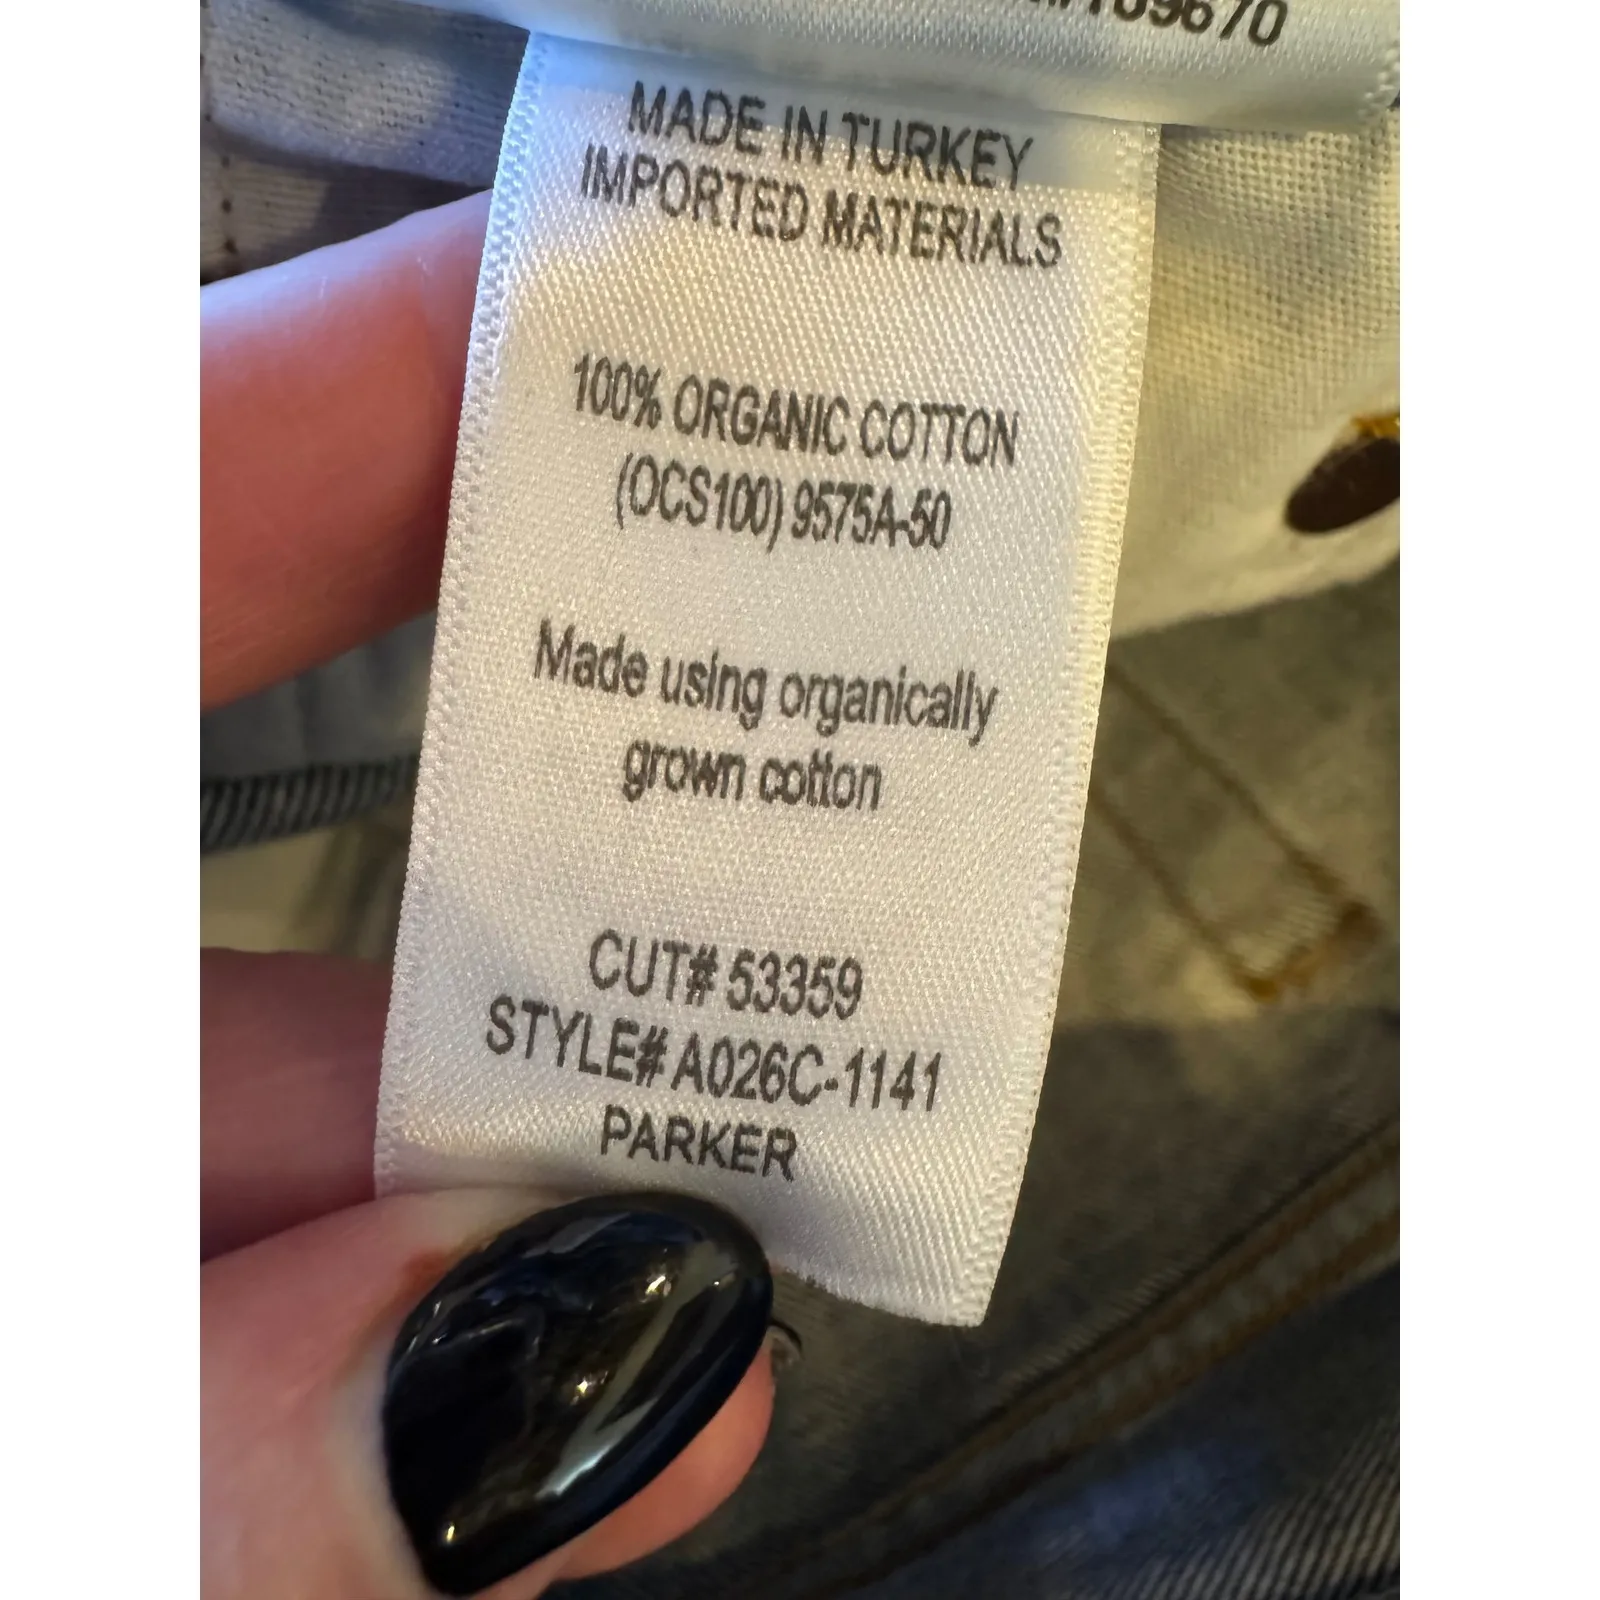 MADE IN TURKEY
IMPORTED MATERIALS
100% ORGANIC COTTON
(OCS100) 9575A-50
Made using organically
grown cotton
CUT# 53359
STYLE# A026C-1141
PARKER